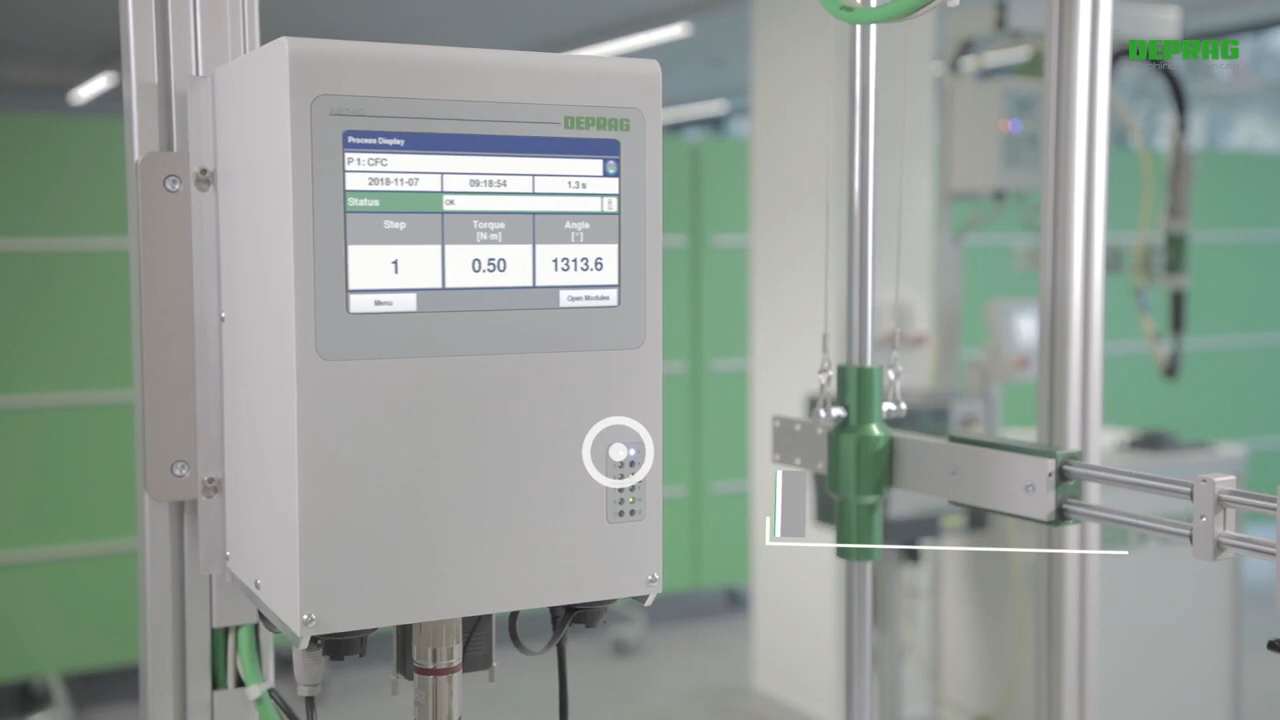 DEPRAG
DEPRAG
Process Display
P 1: CFC
2018-11-07 09:18:54 1.3 s
Status OK
Step Torque Angle
[N·m] [°]
1 0.50 1313.6
Menu Open Modules